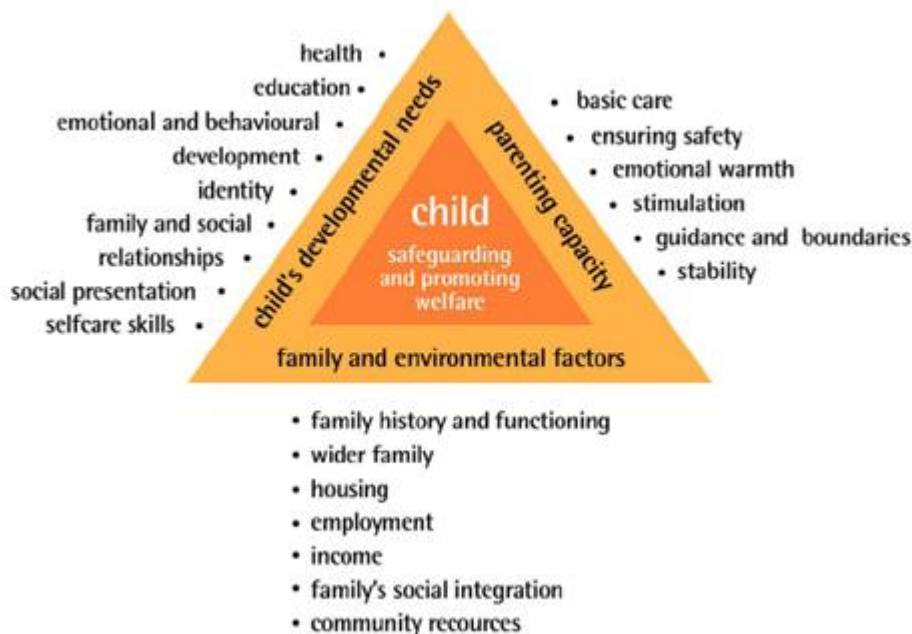 health •
education •
emotional and behavioural •
development •
identity •
family and social •
relationships •
social presentation •
selfcare skills •
child's developmental needs
parenting capacity
• basic care
• ensuring safety
• emotional warmth
• stimulation
• guidance and boundaries
• stability
child
safeguarding
and promoting
welfare
family and environmental factors
• family history and functioning
• wider family
• housing
• employment
• income
• family's social integration
• community recources